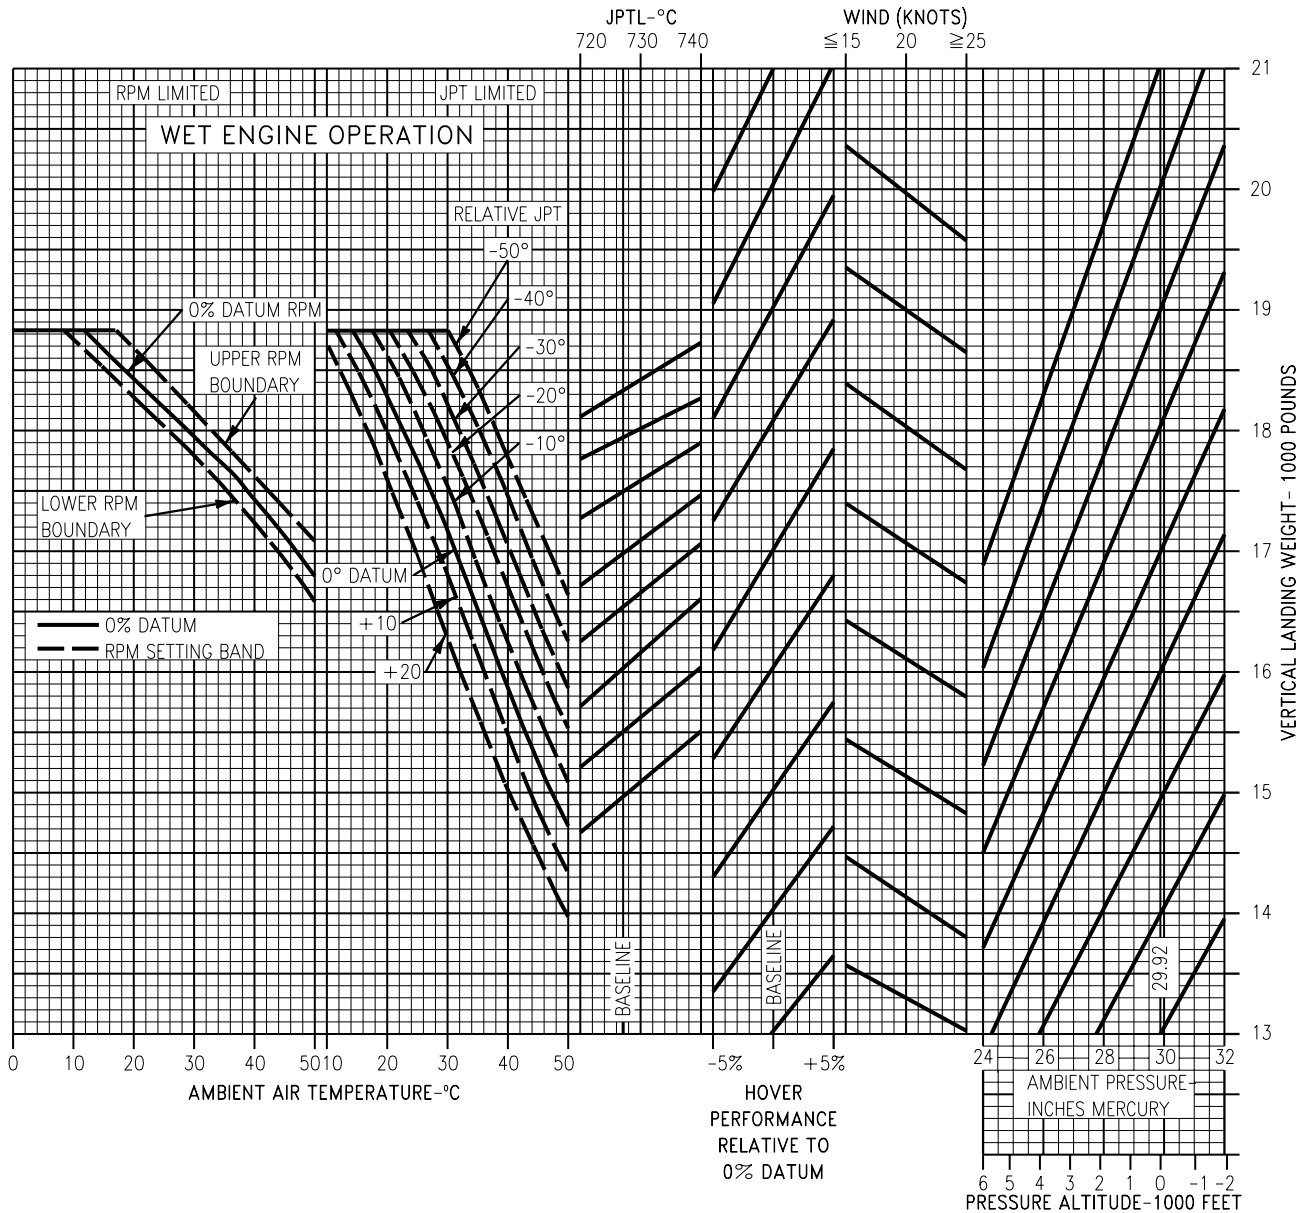 JPTL-°C
WIND (KNOTS)
720 730 740
≦15 20 ≧25
RPM LIMITED
JPT LIMITED
WET ENGINE OPERATION
RELATIVE JPT
-50°
-40°
-30°
-20°
-10°
0% DATUM RPM
UPPER RPM
BOUNDARY
LOWER RPM
BOUNDARY
0° DATUM
+10
+20
0% DATUM
RPM SETTING BAND
BASELINE
BASELINE
29.92
21
20
19
18
17
16
15
14
13
VERTICAL LANDING WEIGHT- 1000 POUNDS
0 10 20 30 40 50
10 20 30 40 50
AMBIENT AIR TEMPERATURE-°C
-5% +5%
HOVER
PERFORMANCE
RELATIVE TO
0% DATUM
24 26 28 30 32
AMBIENT PRESSURE-
INCHES MERCURY
6 5 4 3 2 1 0 -1 -2
PRESSURE ALTITUDE-1000 FEET